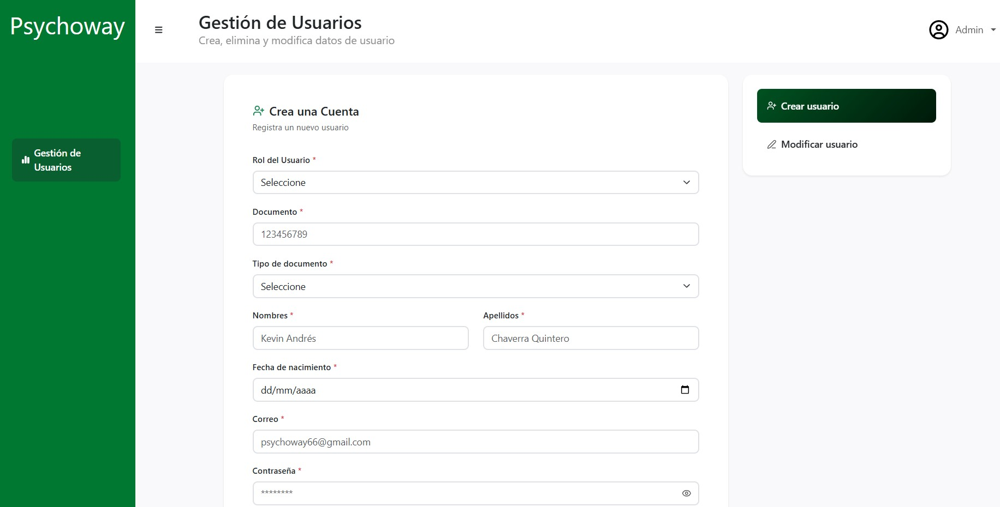 Psychoway
Gestión de Usuarios
Crea, elimina y modifica datos de usuario
Admin
Gestión de
Usuarios
Crea una Cuenta
Registra un nuevo usuario
Rol del Usuario *
Seleccione
Documento *
123456789
Tipo de documento *
Seleccione
Nombres *
Kevin Andrés
Apellidos *
Chaverra Quintero
Fecha de nacimiento *
dd/mm/aaaa
Correo *
psychoway66@gmail.com
Contraseña *
********
Crear usuario
Modificar usuario